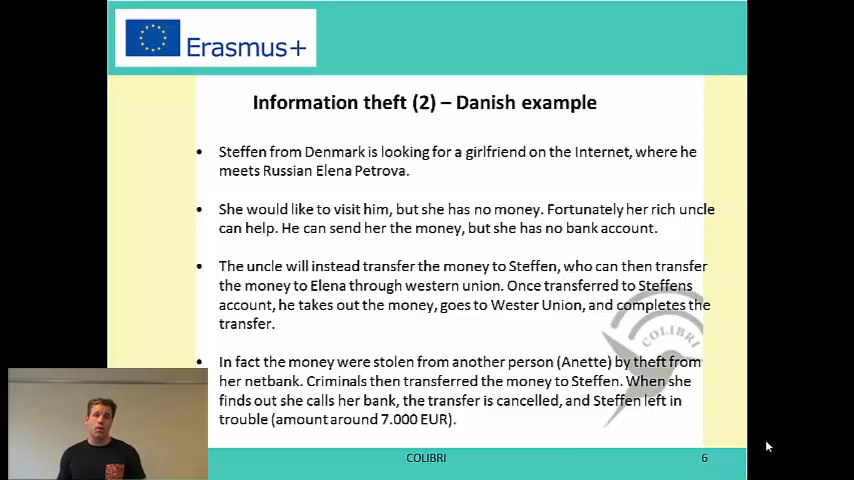 Erasmus+
Information theft (2) – Danish example
• Steffen from Denmark is looking for a girlfriend on the Internet, where he
meets Russian Elena Petrova.
• She would like to visit him, but she has no money. Fortunately her rich uncle
can help. He can send her the money, but she has no bank account.
• The uncle will instead transfer the money to Steffen, who can then transfer
the money to Elena through western union. Once transferred to Steffens
account, he takes out the money, goes to Wester Union, and completes the
transfer.
COLIBRI
• In fact the money were stolen from another person (Anette) by theft from
her netbank. Criminals then transferred the money to Steffen. When she
finds out she calls her bank, the transfer is cancelled, and Steffen left in
trouble (amount around 7.000 EUR).
COLIBRI
6